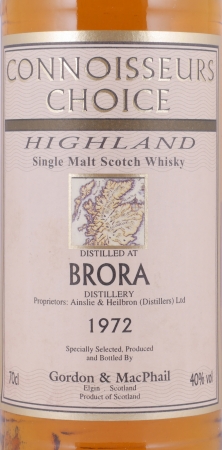 CONNOISSEURS
CHOICE
HIGHLAND
Single Malt Scotch Whisky
DISTILLED AT
BRORA
DISTILLERY
Proprietors: Ainslie & Heilbron (Distillers) Ltd
1972
Specially Selected, Produced
and Bottled By
70cl Gordon & MacPhail 40% vol
Elgin . Scotland
Product of Scotland